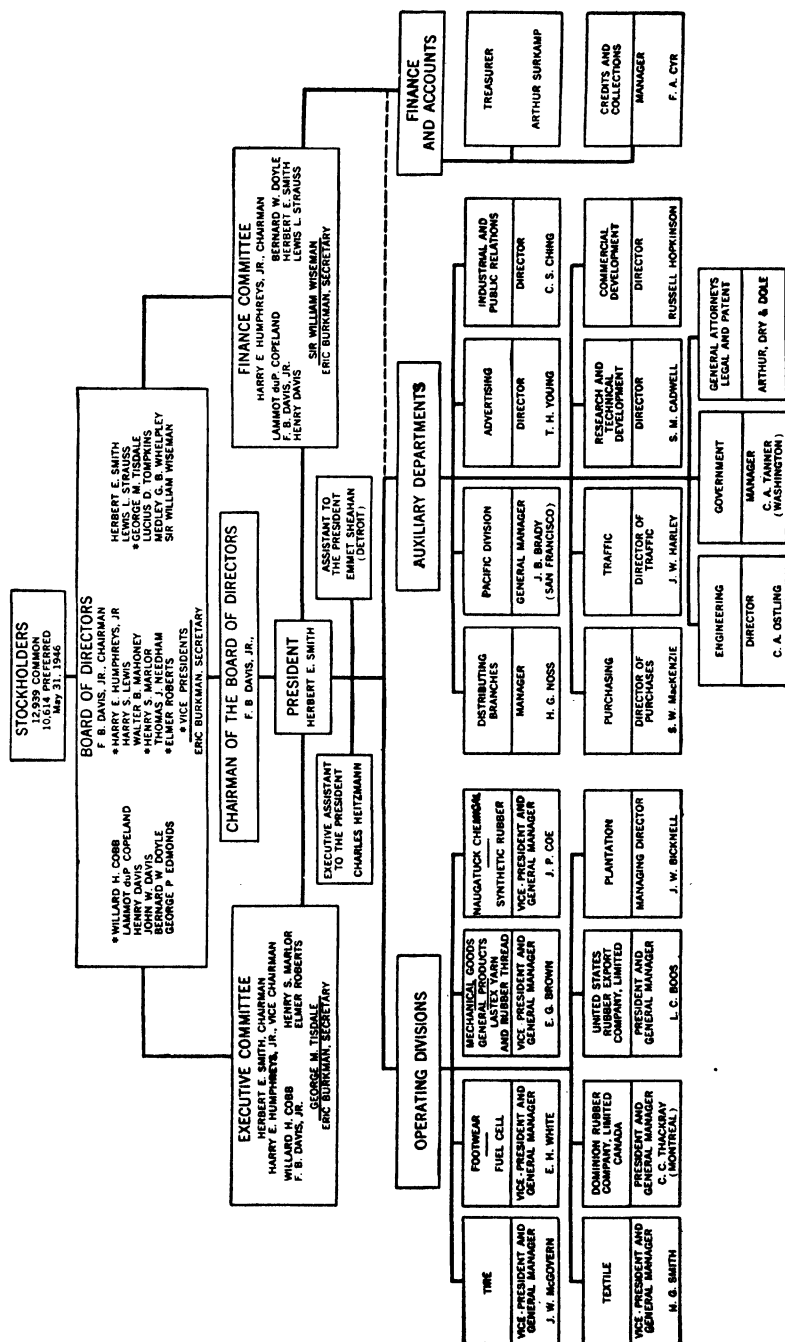 STOCKHOLDERS
12,939 COMMON
10,614 PREFERRED
May 31, 1946
BOARD OF DIRECTORS
F. B. DAVIS, JR., CHAIRMAN
* WILLARD H. COBB
LAMMOT duP. COPELAND
HENRY DAVIS
JOHN W. DAVIS
BERNARD W DOYLE
GEORGE P EDMONDS
* HARRY E. HUMPHREYS, JR
HARRY S. LEWIS
WALTER B. MAHONEY
* HENRY S. MARLOR
THOMAS J. NEEDHAM
* ELMER ROBERTS
HERBERT E. SMITH
LEWIS L. STRAUSS
* GEORGE M. TISDALE
LUCIUS D. TOMPKINS
MEDLEY G. B. WHELPLEY
SIR WILLIAM WISEMAN
* VICE PRESIDENTS
ERIC BURKMAN, SECRETARY
CHAIRMAN OF THE BOARD OF DIRECTORS
F. B DAVIS, JR.,
EXECUTIVE COMMITTEE
HERBERT E. SMITH, CHAIRMAN
HARRY E. HUMPHREYS, JR., VICE CHAIRMAN
WILLARD H. COBB
F. B. DAVIS, JR.
HENRY S. MARLOR
ELMER ROBERTS
GEORGE M. TISDALE
ERIC BURKMAN, SECRETARY
PRESIDENT
HERBERT E. SMITH
FINANCE COMMITTEE
HARRY E HUMPHREYS, JR., CHAIRMAN
LAMMOT duP. COPELAND
F. B. DAVIS, JR.
HENRY DAVIS
BERNARD W. DOYLE
HERBERT E. SMITH
LEWIS L. STRAUSS
SIR WILLIAM WISEMAN
ERIC BURKMAN, SECRETARY
EXECUTIVE ASSISTANT
TO THE PRESIDENT
CHARLES HEITZMANN
ASSISTANT TO
THE PRESIDENT
EMMET SHEAHAN
(DETROIT)
OPERATING DIVISIONS
TIRE
VICE-PRESIDENT AND
GENERAL MANAGER
J. W. McGOVERN
FOOTWEAR
FUEL CELL
VICE-PRESIDENT AND
GENERAL MANAGER
E. H. WHITE
MECHANICAL GOODS
GENERAL PRODUCTS
LASTEX YARN
AND RUBBER THREAD
VICE PRESIDENT AND
GENERAL MANAGER
E. G. BROWN
NAUGATUCK CHEMICAL
SYNTHETIC RUBBER
VICE-PRESIDENT AND
GENERAL MANAGER
J. P. COE
TEXTILE
VICE-PRESIDENT AND
GENERAL MANAGER
SMITH
DOMINION RUBBER
COMPANY, LIMITED
CANADA
PRESIDENT AND
GENERAL MANAGER
C. C. THACKRAY
(MONTREAL)
UNITED STATES
RUBBER EXPORT
COMPANY, LIMITED
PRESIDENT AND
GENERAL MANAGER
L. C. BOOS
PLANTATION
MANAGING DIRECTOR
J. W. BICKNELL
AUXILIARY DEPARTMENTS
DISTRIBUTING
BRANCHES
MANAGER
H. G. NOSS
PACIFIC DIVISION
GENERAL MANAGER
J. B. BRADY
(SAN FRANCISCO)
ADVERTISING
DIRECTOR
T. H. YOUNG
INDUSTRIAL AND
PUBLIC RELATIONS
DIRECTOR
C. S. CHING
PURCHASING
DIRECTOR OF
PURCHASES
S. W. MacKENZIE
TRAFFIC
DIRECTOR OF
TRAFFIC
J. W. HARLEY
RESEARCH AND
TECHNICAL
DEVELOPMENT
DIRECTOR
S. M. CADWELL
COMMERCIAL
DEVELOPMENT
DIRECTOR
RUSSELL HOPKINSON
ENGINEERING
DIRECTOR
C. A. OSTLING
GOVERNMENT
MANAGER
C. A. TANNER
(WASHINGTON)
GENERAL ATTORNEYS
LEGAL AND PATENT
ARTHUR, DRY & DOLE
FINANCE
AND ACCOUNTS
TREASURER
ARTHUR SURKAMP
CREDITS AND
COLLECTIONS
MANAGER
F. A. CYR